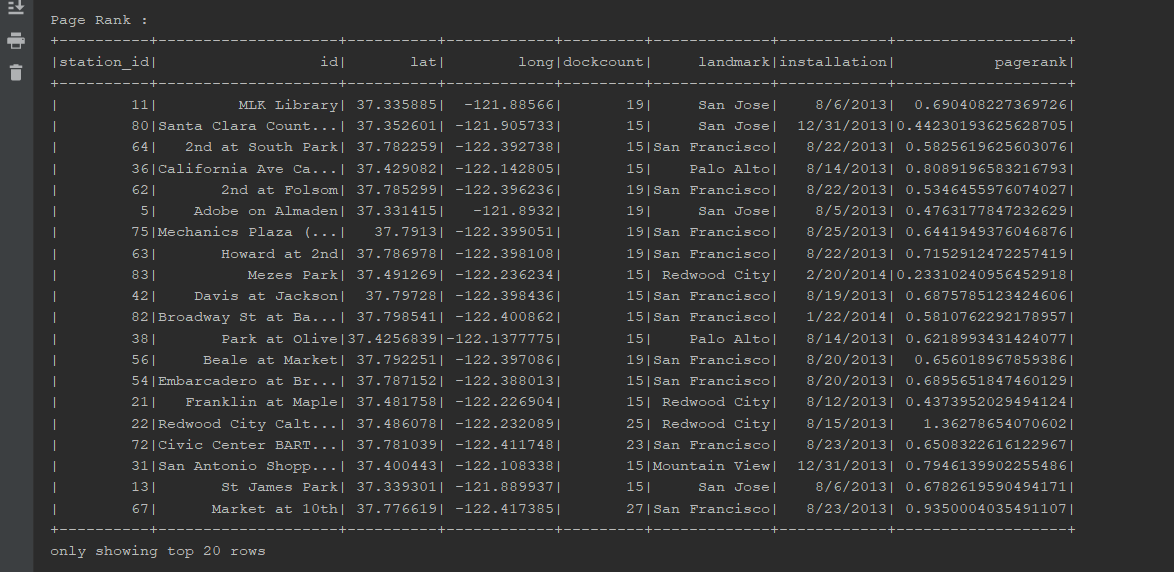 Page Rank :
+----------+--------------------+----------+-----------+---------+-------------+------------+-------------------+
|station_id|                  id|       lat|       long|dockcount|     landmark|installation|           pagerank|
+----------+--------------------+----------+-----------+---------+-------------+------------+-------------------+
|        11|         MLK Library| 37.335885| -121.88566|       19|     San Jose|    8/6/2013|  0.690408227369726|
|        80|Santa Clara Count...| 37.352601|-121.905733|       15|     San Jose|  12/31/2013|0.44230193625628705|
|        64|   2nd at South Park| 37.782259|-122.392738|       15|San Francisco|   8/22/2013| 0.5825619625603076|
|        36|California Ave Ca...| 37.429082|-122.142805|       15|    Palo Alto|   8/14/2013| 0.8089196583216793|
|        62|       2nd at Folsom| 37.785299|-122.396236|       19|San Francisco|   8/22/2013| 0.5346455976074027|
|         5|    Adobe on Almaden| 37.331415|  -121.8932|       19|     San Jose|    8/5/2013| 0.4763177847232629|
|        75|Mechanics Plaza (...|   37.7913|-122.399051|       19|San Francisco|   8/25/2013| 0.6441949376046876|
|        63|       Howard at 2nd| 37.786978|-122.398108|       19|San Francisco|   8/22/2013| 0.7152912472257419|
|        83|          Mezes Park| 37.491269|-122.236234|       15| Redwood City|   2/20/2014|0.23310240956452918|
|        42|    Davis at Jackson|  37.79728|-122.398436|       15|San Francisco|   8/19/2013| 0.6875785123424606|
|        82|Broadway St at Ba...| 37.798541|-122.400862|       15|San Francisco|   1/22/2014| 0.5810762292178957|
|        38|       Park at Olive|37.4256839|-122.1377775|       15|    Palo Alto|   8/14/2013| 0.6218993431424077|
|        56|     Beale at Market| 37.792251|-122.397086|       19|San Francisco|   8/20/2013|  0.656018967859386|
|        54|Embarcadero at Br...| 37.787152|-122.388013|       15|San Francisco|   8/20/2013| 0.6895651847460129|
|        21|   Franklin at Maple| 37.481758|-122.226904|       15| Redwood City|   8/12/2013| 0.4373952029494124|
|        22|Redwood City Calt...| 37.486078|-122.232089|       25| Redwood City|   8/15/2013|   1.36278654070602|
|        72|Civic Center BART...| 37.781039|-122.411748|       23|San Francisco|   8/23/2013| 0.6508322616122967|
|        31|San Antonio Shopp...| 37.400443|-122.108338|       15|Mountain View|  12/31/2013| 0.7946139902255486|
|        13|       St James Park| 37.339301|-121.889937|       15|     San Jose|    8/6/2013| 0.6782619590494171|
|        67|      Market at 10th| 37.776619|-122.417385|       27|San Francisco|   8/23/2013| 0.9350004035491107|
+----------+--------------------+----------+-----------+---------+-------------+------------+-------------------+
only showing top 20 rows